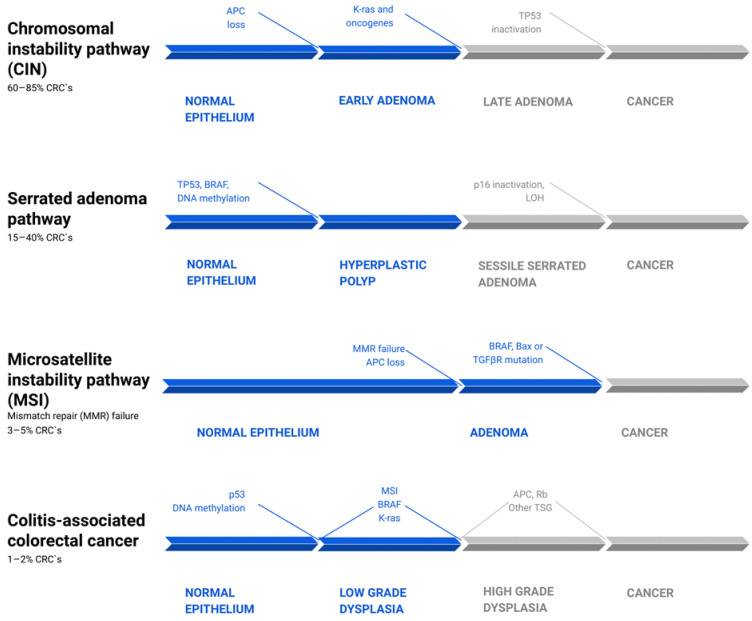 Chromosomal
instability pathway
(CIN)
60–85% CRC`s
APC
loss
K-ras and
oncogenes
TP53
inactivation
NORMAL
EPITHELIUM
EARLY ADENOMA
LATE ADENOMA
CANCER
Serrated adenoma
pathway
15–40% CRC`s
TP53, BRAF,
DNA methylation
p16 inactivation,
LOH
NORMAL
EPITHELIUM
HYPERPLASTIC
POLYP
SESSILE SERRATED
ADENOMA
CANCER
Microsatellite
instability pathway
(MSI)
Mismatch repair (MMR) failure
3–5% CRC`s
MMR failure
APC loss
BRAF, Bax or
TGFβR mutation
NORMAL EPITHELIUM
ADENOMA
CANCER
Colitis-associated
colorectal cancer
1–2% CRC`s
p53
DNA methylation
MSI
BRAF
K-ras
APC, Rb
Other TSG
NORMAL
EPITHELIUM
LOW GRADE
DYSPLASIA
HIGH GRADE
DYSPLASIA
CANCER